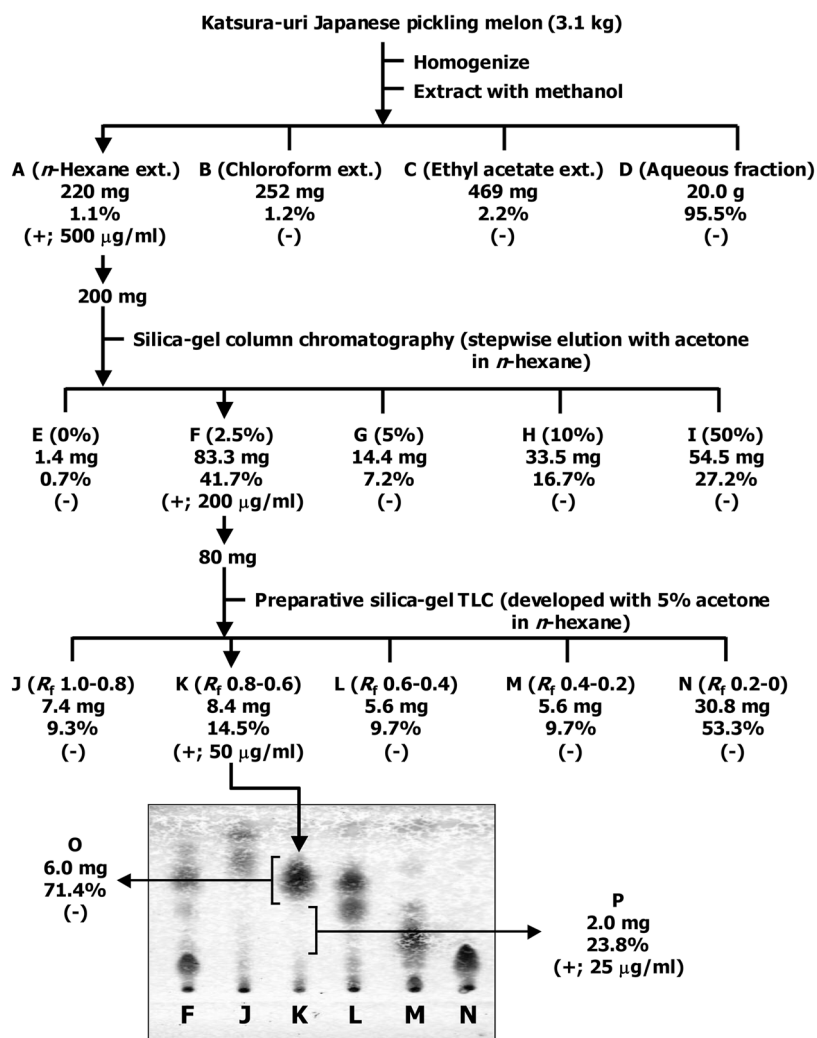 Katsura-uri Japanese pickling melon (3.1 kg)
Homogenize
Extract with methanol
A (n-Hexane ext.)
220 mg
1.1%
(+; 500 µg/ml)
B (Chloroform ext.)
252 mg
1.2%
(-)
C (Ethyl acetate ext.)
469 mg
2.2%
(-)
D (Aqueous fraction)
20.0 g
95.5%
(-)
200 mg
Silica-gel column chromatography (stepwise elution with acetone
in n-hexane)
E (0%)
1.4 mg
0.7%
(-)
F (2.5%)
83.3 mg
41.7%
(+; 200 µg/ml)
G (5%)
14.4 mg
7.2%
(-)
H (10%)
33.5 mg
16.7%
(-)
I (50%)
54.5 mg
27.2%
(-)
80 mg
Preparative silica-gel TLC (developed with 5% acetone
in n-hexane)
J (Rf 1.0-0.8)
7.4 mg
9.3%
(-)
K (Rf 0.8-0.6)
8.4 mg
14.5%
(+; 50 µg/ml)
L (Rf 0.6-0.4)
5.6 mg
9.7%
(-)
M (Rf 0.4-0.2)
5.6 mg
9.7%
(-)
N (Rf 0.2-0)
30.8 mg
53.3%
(-)
O
6.0 mg
71.4%
(-)
P
2.0 mg
23.8%
(+; 25 µg/ml)
F J K L M N